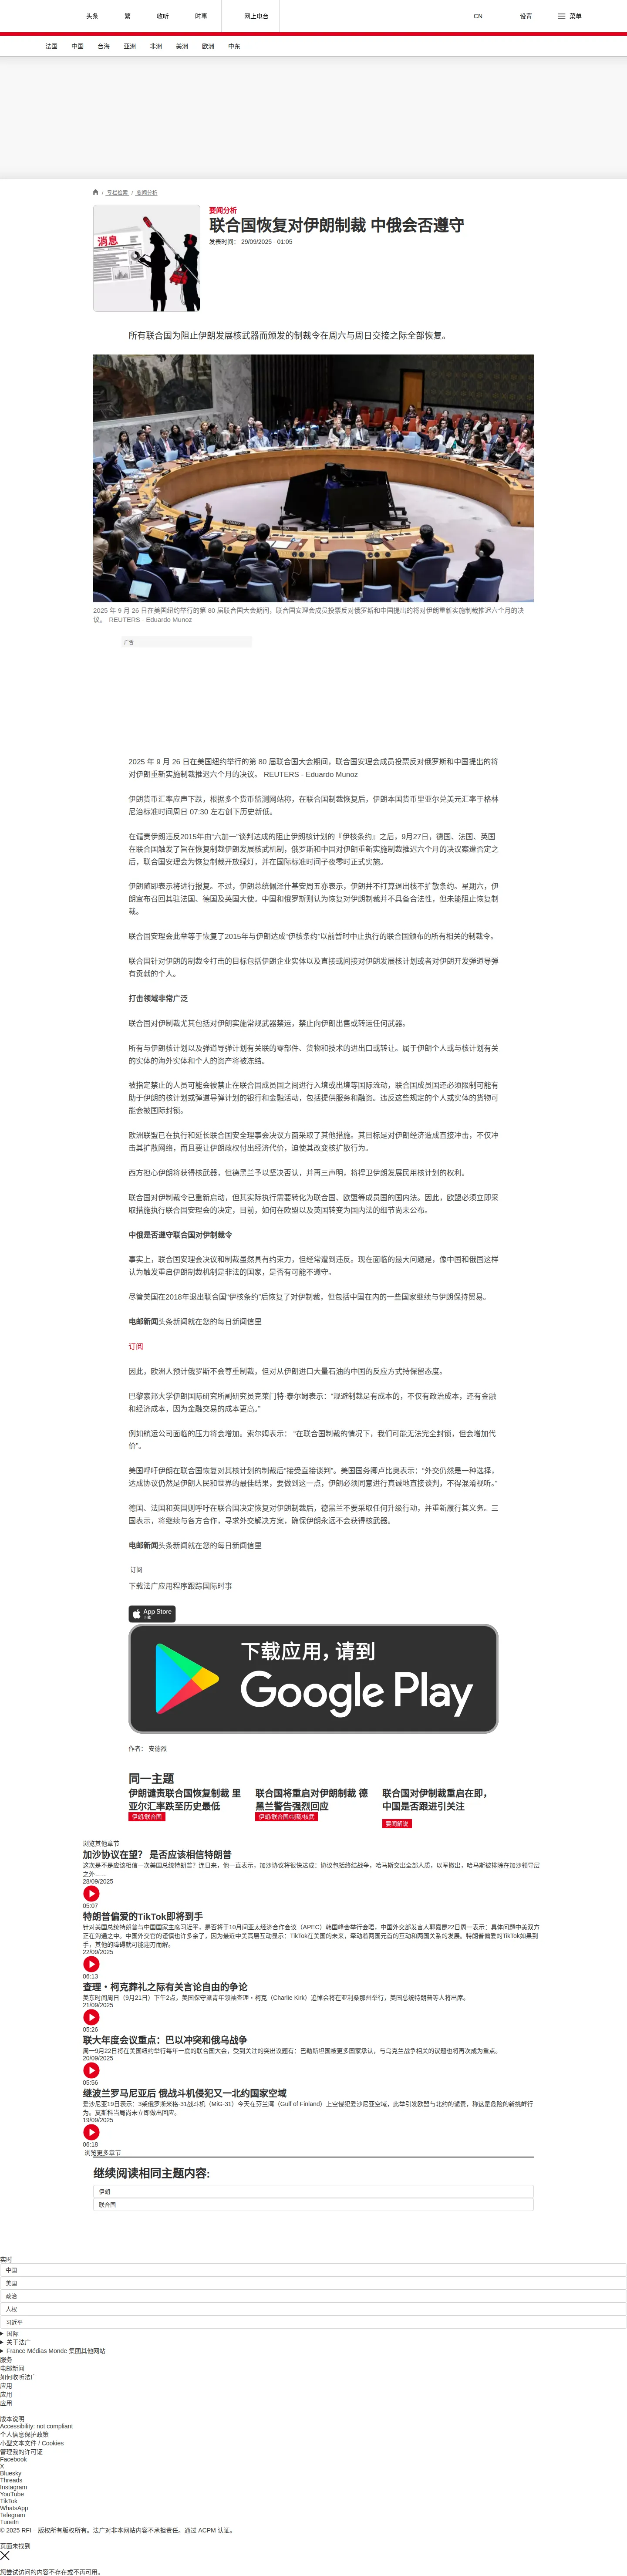 头条
繁
收听
时事
网上电台
CN
设置
菜单
法国
中国
台海
亚洲
非洲
美洲
欧洲
中东
/ 专栏检索 / 要闻分析
消息
要闻分析
联合国恢复对伊朗制裁 中俄会否遵守
发表时间： 29/09/2025 - 01:05
所有联合国为阻止伊朗发展核武器而颁发的制裁令在周六与周日交接之际全部恢复。
2025 年 9 月 26 日在美国纽约举行的第 80 届联合国大会期间，联合国安理会成员投票反对俄罗斯和中国提出的将对伊朗重新实施制裁推迟六个月的决
议。 REUTERS - Eduardo Munoz
广告
2025 年 9 月 26 日在美国纽约举行的第 80 届联合国大会期间，联合国安理会成员投票反对俄罗斯和中国提出的将
对伊朗重新实施制裁推迟六个月的决议。 REUTERS - Eduardo Munoz
伊朗货币汇率应声下跌，根据多个货币监测网站称，在联合国制裁恢复后，伊朗本国货币里亚尔兑美元汇率于格林
尼治标准时间周日 07:30 左右创下历史新低。
在谴责伊朗违反2015年由“六加一”谈判达成的阻止伊朗核计划的『伊核条约』之后，9月27日，德国、法国、英国
在联合国触发了旨在恢复制裁伊朗发展核武机制，俄罗斯和中国对伊朗重新实施制裁推迟六个月的决议案遭否定之
后，联合国安理会为恢复制裁开放绿灯，并在国际标准时间子夜零时正式实施。
伊朗随即表示将进行报复。不过，伊朗总统佩泽什基安周五亦表示，伊朗并不打算退出核不扩散条约。星期六，伊
朗宣布召回其驻法国、德国及英国大使。中国和俄罗斯则认为恢复对伊朗制裁并不具备合法性，但未能阻止恢复制
裁。
联合国安理会此举等于恢复了2015年与伊朗达成“伊核条约”以前暂时中止执行的联合国颁布的所有相关的制裁令。
联合国针对伊朗的制裁令打击的目标包括伊朗企业实体以及直接或间接对伊朗发展核计划或者对伊朗开发弹道导弹
有贡献的个人。
打击领域非常广泛
联合国对伊制裁尤其包括对伊朗实施常规武器禁运，禁止向伊朗出售或转运任何武器。
所有与伊朗核计划以及弹道导弹计划有关联的零部件、货物和技术的进出口或转让。属于伊朗个人或与核计划有关
的实体的海外实体和个人的资产将被冻结。
被指定禁止的人员可能会被禁止在联合国成员国之间进行入境或出境等国际流动，联合国成员国还必须限制可能有
助于伊朗的核计划或弹道导弹计划的银行和金融活动，包括提供服务和融资。违反这些规定的个人或实体的货物可
能会被国际封锁。
欧洲联盟已在执行和延长联合国安全理事会决议方面采取了其他措施。其目标是对伊朗经济造成直接冲击，不仅冲
击其扩散网络，而且要让伊朗政权付出经济代价，迫使其改变核扩散行为。
西方担心伊朗将获得核武器，但德黑兰予以坚决否认，并再三声明，将捍卫伊朗发展民用核计划的权利。
联合国对伊制裁令已重新启动，但其实际执行需要转化为联合国、欧盟等成员国的国内法。因此，欧盟必须立即采
取措施执行联合国安理会的决定，目前，如何在欧盟以及英国转变为国内法的细节尚未公布。
中俄是否遵守联合国对伊制裁令
事实上，联合国安理会决议和制裁虽然具有约束力，但经常遭到违反。现在面临的最大问题是，像中国和俄国这样
认为触发重启伊朗制裁机制是非法的国家，是否有可能不遵守。
尽管美国在2018年退出联合国“伊核条约”后恢复了对伊制裁，但包括中国在内的一些国家继续与伊朗保持贸易。
电邮新闻头条新闻就在您的每日新闻信里
订阅
因此，欧洲人预计俄罗斯不会尊重制裁，但对从伊朗进口大量石油的中国的反应方式持保留态度。
巴黎索邦大学伊朗国际研究所副研究员克莱门特·泰尔姆表示：“规避制裁是有成本的，不仅有政治成本，还有金融
和经济成本，因为金融交易的成本更高。”
例如航运公司面临的压力将会增加。索尔姆表示： “在联合国制裁的情况下，我们可能无法完全封锁，但会增加代
价”。
美国呼吁伊朗在联合国恢复对其核计划的制裁后“接受直接谈判”。美国国务卿卢比奥表示：“外交仍然是一种选择，
达成协议仍然是伊朗人民和世界的最佳结果，要做到这一点，伊朗必须同意进行真诚地直接谈判，不得混淆视听。”
德国、法国和英国则呼吁在联合国决定恢复对伊朗制裁后，德黑兰不要采取任何升级行动，并重新履行其义务。三
国表示，将继续与各方合作，寻求外交解决方案，确保伊朗永远不会获得核武器。
电邮新闻头条新闻就在您的每日新闻信里
订阅
下载法广应用程序跟踪国际时事
App Store
下载
下载应用，请到
Google Play
作者： 安德烈
同一主题
伊朗谴责联合国恢复制裁 里
亚尔汇率跌至历史最低
伊朗/联合国
联合国将重启对伊朗制裁 德
黑兰警告强烈回应
伊朗/联合国/制裁/核武
联合国对伊制裁重启在即，
中国是否跟进引关注
要闻解说
浏览其他章节
加沙协议在望？ 是否应该相信特朗普
这次是不是应该相信一次美国总统特朗普？连日来，他一直表示，加沙协议将很快达成：协议包括终结战争，哈马斯交出全部人质，以军撤出，哈马斯被排除在加沙领导层
之外……
28/09/2025
05:07
特朗普偏爱的TikTok即将到手
针对美国总统特朗普与中国国家主席习近平，是否将于10月间亚太经济合作会议（APEC）韩国峰会举行会晤，中国外交部发言人郭嘉昆22日周一表示：具体问题中美双方
正在沟通之中。中国外交官的谨慎也许多余了，因为最近中美高层互动显示：TikTok在美国的未来，牵动着两国元首的互动和两国关系的发展。特朗普偏爱的TikTok如果到
手，其他的障碍就可能迎刃而解。
22/09/2025
06:13
查理・柯克葬礼之际有关言论自由的争论
美东时间周日（9月21日）下午2点，美国保守派青年领袖查理・柯克（Charlie Kirk）追悼会将在亚利桑那州举行，美国总统特朗普等人将出席。
21/09/2025
05:26
联大年度会议重点：巴以冲突和俄乌战争
周一9月22日将在美国纽约举行每年一度的联合国大会，受到关注的突出议题有：巴勒斯坦国被更多国家承认，与乌克兰战争相关的议题也将再次成为重点。
20/09/2025
05:56
继波兰罗马尼亚后 俄战斗机侵犯又一北约国家空域
爱沙尼亚19日表示：3架俄罗斯米格-31战斗机（MiG-31）今天在芬兰湾（Gulf of Finland）上空侵犯爱沙尼亚空域，此举引发欧盟与北约的谴责，称这是危险的新挑衅行
为。莫斯科当局尚未立即做出回应。
19/09/2025
06:18
浏览更多章节
继续阅读相同主题内容:
伊朗
联合国
实时
中国
美国
政治
人权
习近平
国际
关于法广
France Médias Monde 集团其他网站
服务
电邮新闻
如何收听法广
应用
应用
应用
版本说明
Accessibility: not compliant
个人信息保护政策
小型文本文件 / Cookies
管理我的许可证
Facebook
X
Bluesky
Threads
Instagram
YouTube
TikTok
WhatsApp
Telegram
TuneIn
© 2025 RFI – 版权所有版权所有。法广对非本网站内容不承担责任。通过 ACPM 认证。
页面未找到
您尝试访问的内容不存在或不再可用。